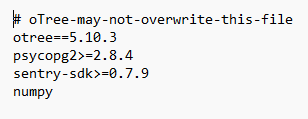 # oTree-may-not-overwrite-this-file
otree==5.10.3
psycopg2>=2.8.4
sentry-sdk>=0.7.9
numpy